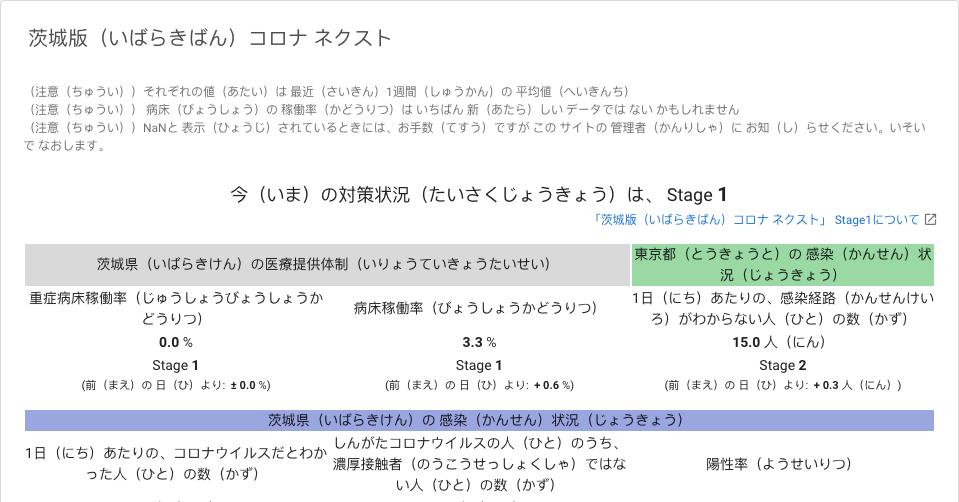 茨城版（いばらきばん）コロナ ネクスト
（注意（ちゅうい））それぞれの値（あたい）は 最近（さいきん）1週間（しゅうかん）の 平均値（へいきんち）
（注意（ちゅうい）） 病床（びょうしょう）の 稼働率（かどうりつ）は いちばん 新（あたら）しい データでは ない かもしれません
（注意（ちゅうい））NaNと 表示（ひょうじ）されているときには、お手数（てすう）ですが この サイトの 管理者（かんりしゃ）に お知（し）らせください。いそい
で なおします。
今（いま）の対策状況（たいさくじょうきょう）は、 Stage 1
「茨城版（いばらきばん）コロナ ネクスト」 Stage1について
茨城県（いばらきけん）の医療提供体制（いりょうていきょうたいせい）
東京都（とうきょうと）の 感染（かんせん）状
況（じょうきょう）
重症病床稼働率（じゅうしょうびょうしょうか
どうりつ）
病床稼働率（びょうしょうかどうりつ）
1日（にち）あたりの、感染経路（かんせんけい
ろ）がわからない人（ひと）の数（かず）
0.0 %
3.3 %
15.0 人（にん）
Stage 1
Stage 1
Stage 2
(前（まえ）の 日（ひ）より: ± 0.0 %)
(前（まえ）の 日（ひ）より: + 0.6 %)
(前（まえ）の 日（ひ）より: + 0.3 人（にん）)
茨城県（いばらきけん）の 感染（かんせん）状況（じょうきょう）
1日（にち）あたりの、コロナウイルスだとわか
った人（ひと）の数（かず）
しんがたコロナウイルスの人（ひと）のうち、
濃厚接触者（のうこうせっしょくしゃ）ではな
い人（ひと）の数（かず）
陽性率（ようせいりつ）